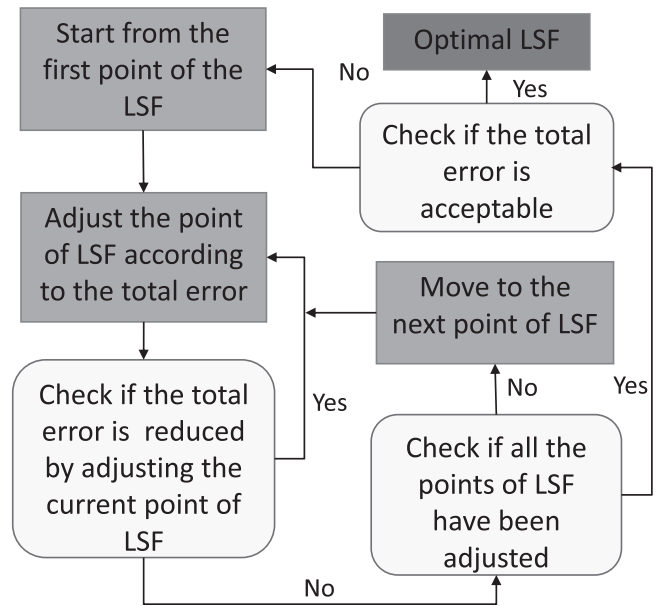 Start from the
first point of the
LSF
Optimal LSF
No
Yes
Check if the total
error is
acceptable
Adjust the point
of LSF according
to the total error
Move to the
next point of LSF
Check if the total
error is reduced
by adjusting the
current point of
LSF
Yes
No
Yes
Check if all the
points of LSF
have been
adjusted
No